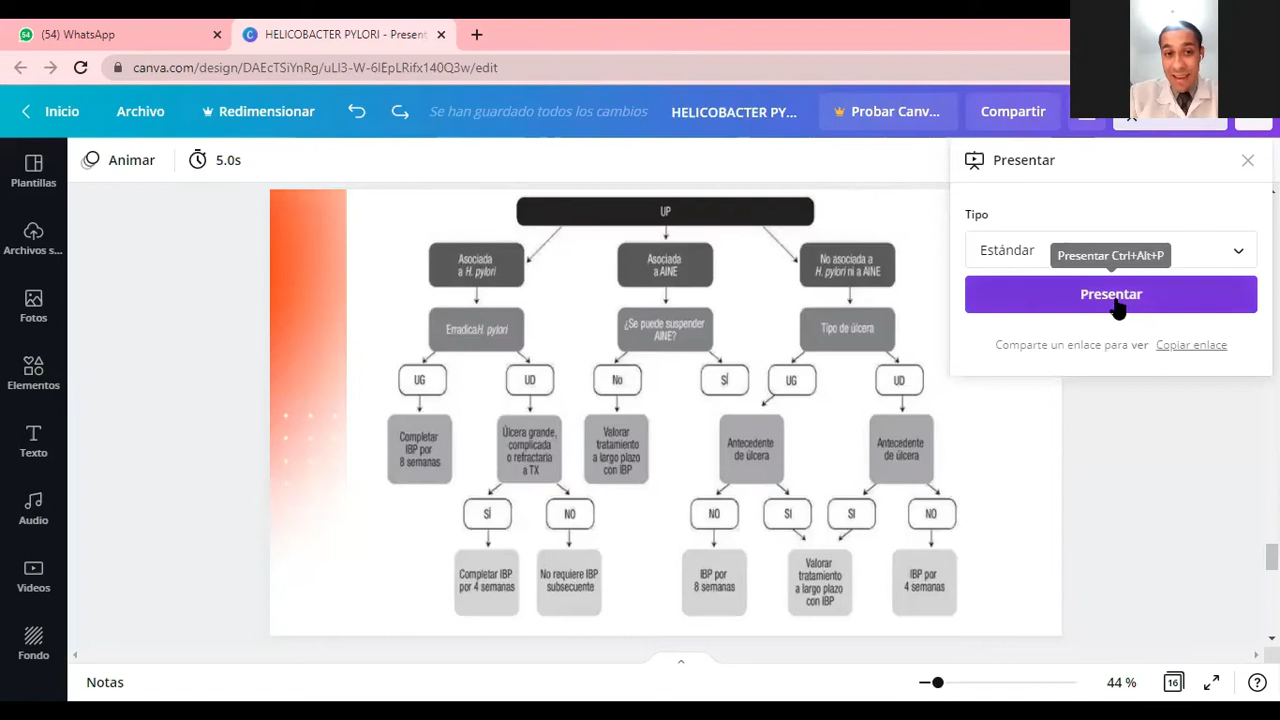 (54) WhatsApp
HELICOBACTER PYLORI - Present
canva.com/design/DAEcTSiYnRg/uLl3-W-6lEpLRifx140Q3w/edit
Inicio
Archivo
Redimensionar
Se han guardado todos los cambios
HELICOBACTER PY...
Probar Canv...
Compartir
Animar
5.0s
Presentar
Tipo
Estándar
Presentar Ctrl+Alt+P
Presentar
Comparte un enlace para ver Copiar enlace
Plantillas
Archivos s...
Fotos
Elementos
Texto
Audio
Videos
Fondo
UP
Asociada
a H. pylori
Asociada
a AINE
No asociada a
H. pylori ni a AINE
Erradica H. pylori
¿Se puede suspender
AINE?
Tipo de úlcera
UG
UD
No
SÍ
UG
UD
Completar
IBP por
8 semanas
Úlcera grande,
complicada
o refractaria
a TX
Valorar
tratamiento
a largo plazo
con IBP
Antecedente
de úlcera
Antecedente
de úlcera
SÍ
NO
NO
SI
SI
NO
Completar IBP
por 4 semanas
No requiere IBP
subsecuente
IBP por
8 semanas
Valorar
tratamiento
a largo plazo
con IBP
IBP por
4 semanas
Notas
44 %
16